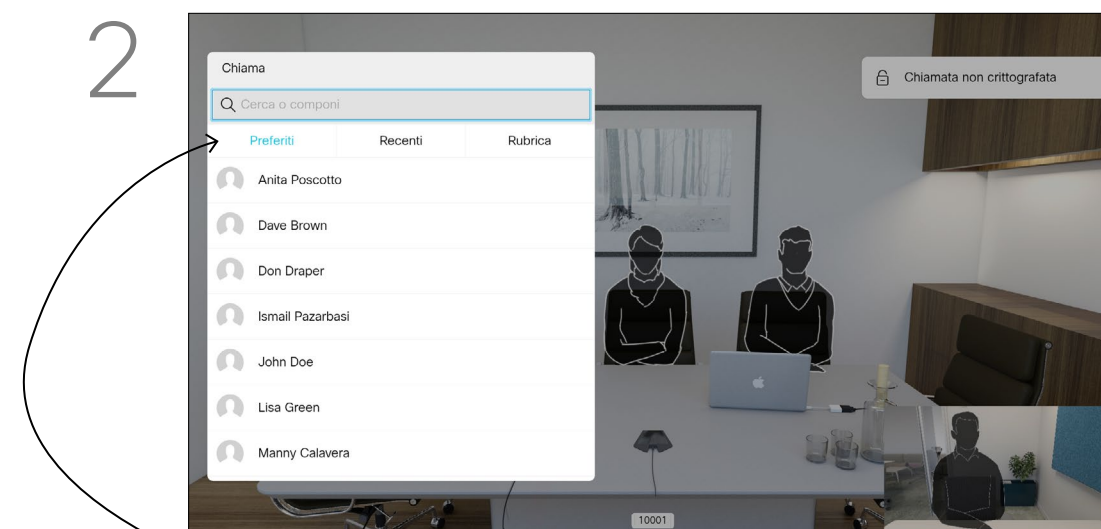 2
Chiama
Chiamata non crittografata
Cerca o componi
Preferiti Recenti Rubrica
Anita Poscotto
Dave Brown
Don Draper
Ismail Pazarbasi
John Doe
Lisa Green
Manny Calavera
10001